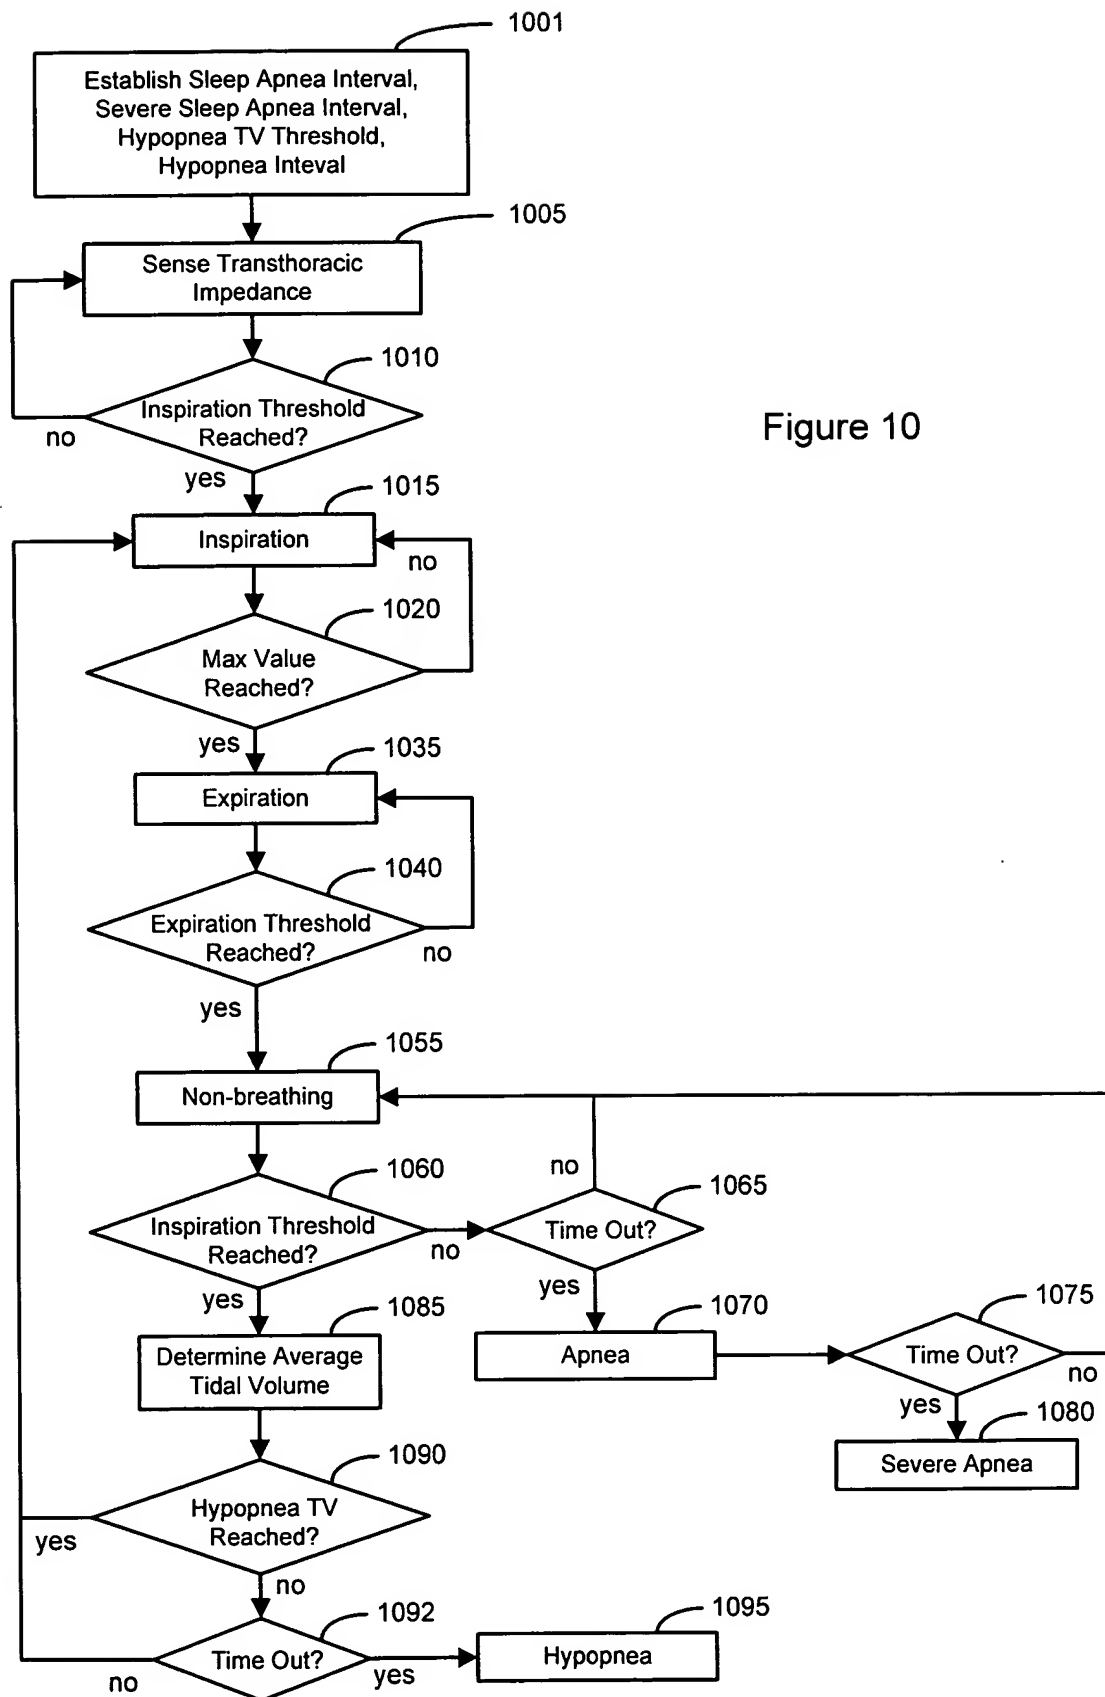 1001
Establish Sleep Apnea Interval,
Severe Sleep Apnea Interval,
Hypopnea TV Threshold,
Hypopnea Inteval
1005
Sense Transthoracic
Impedance
1010
Inspiration Threshold
Reached?
no
yes
Figure 10
1015
Inspiration
no
1020
Max Value
Reached?
yes
1035
Expiration
1040
Expiration Threshold
Reached?
no
yes
1055
Non-breathing
1060
Inspiration Threshold
Reached?
no
yes
no
1065
Time Out?
yes
1070
Apnea
1075
Time Out?
no
yes
1080
Severe Apnea
1085
Determine Average
Tidal Volume
1090
Hypopnea TV
Reached?
yes
no
1092
Time Out?
no
yes
1095
Hypopnea